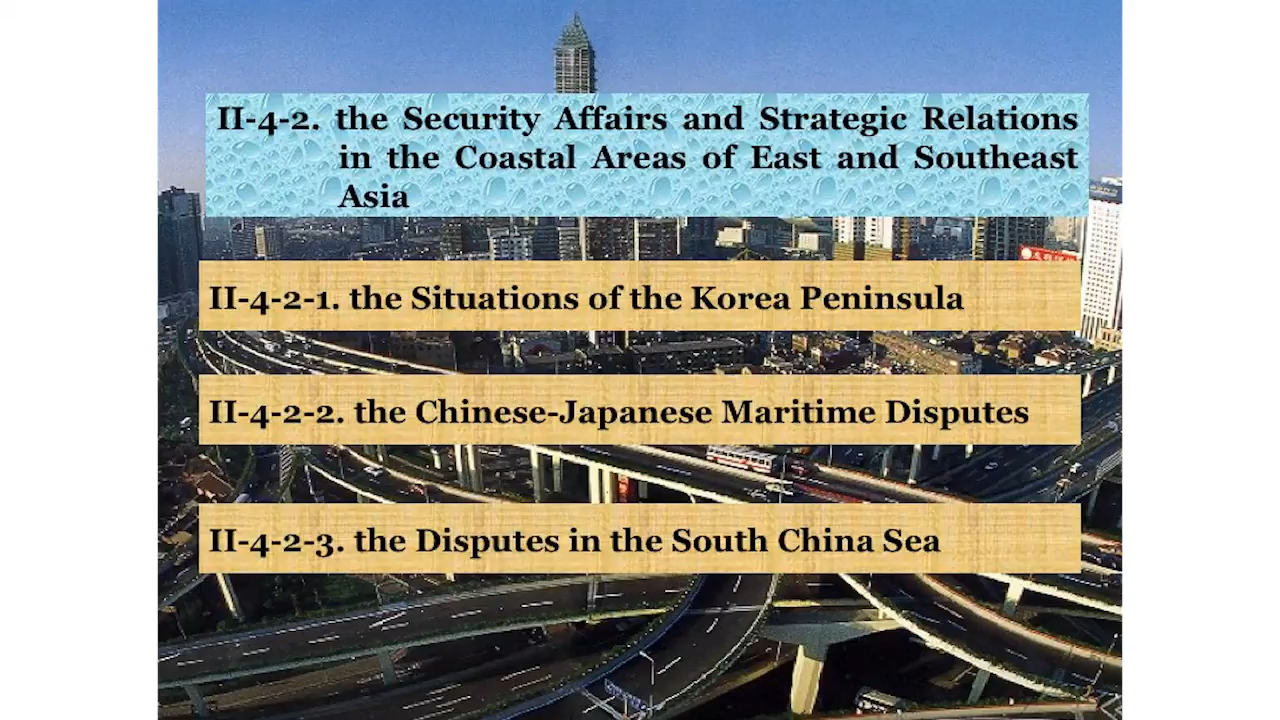 II-4-2. the Security Affairs and Strategic Relations
in the Coastal Areas of East and Southeast
Asia
II-4-2-1. the Situations of the Korea Peninsula
II-4-2-2. the Chinese-Japanese Maritime Disputes
II-4-2-3. the Disputes in the South China Sea